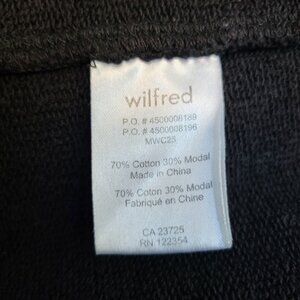 wilfred
P.O. # 4500008189
P.O. # 4500008196
MWC25
70% Cotton 30% Modal
Made in China
70% Coton 30% Modal
Fabriqué en Chine
CA 23725
RN 122354